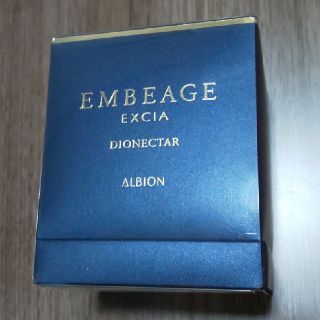 EMBEAGE
EXCIA
DIONECTAR
ALBION